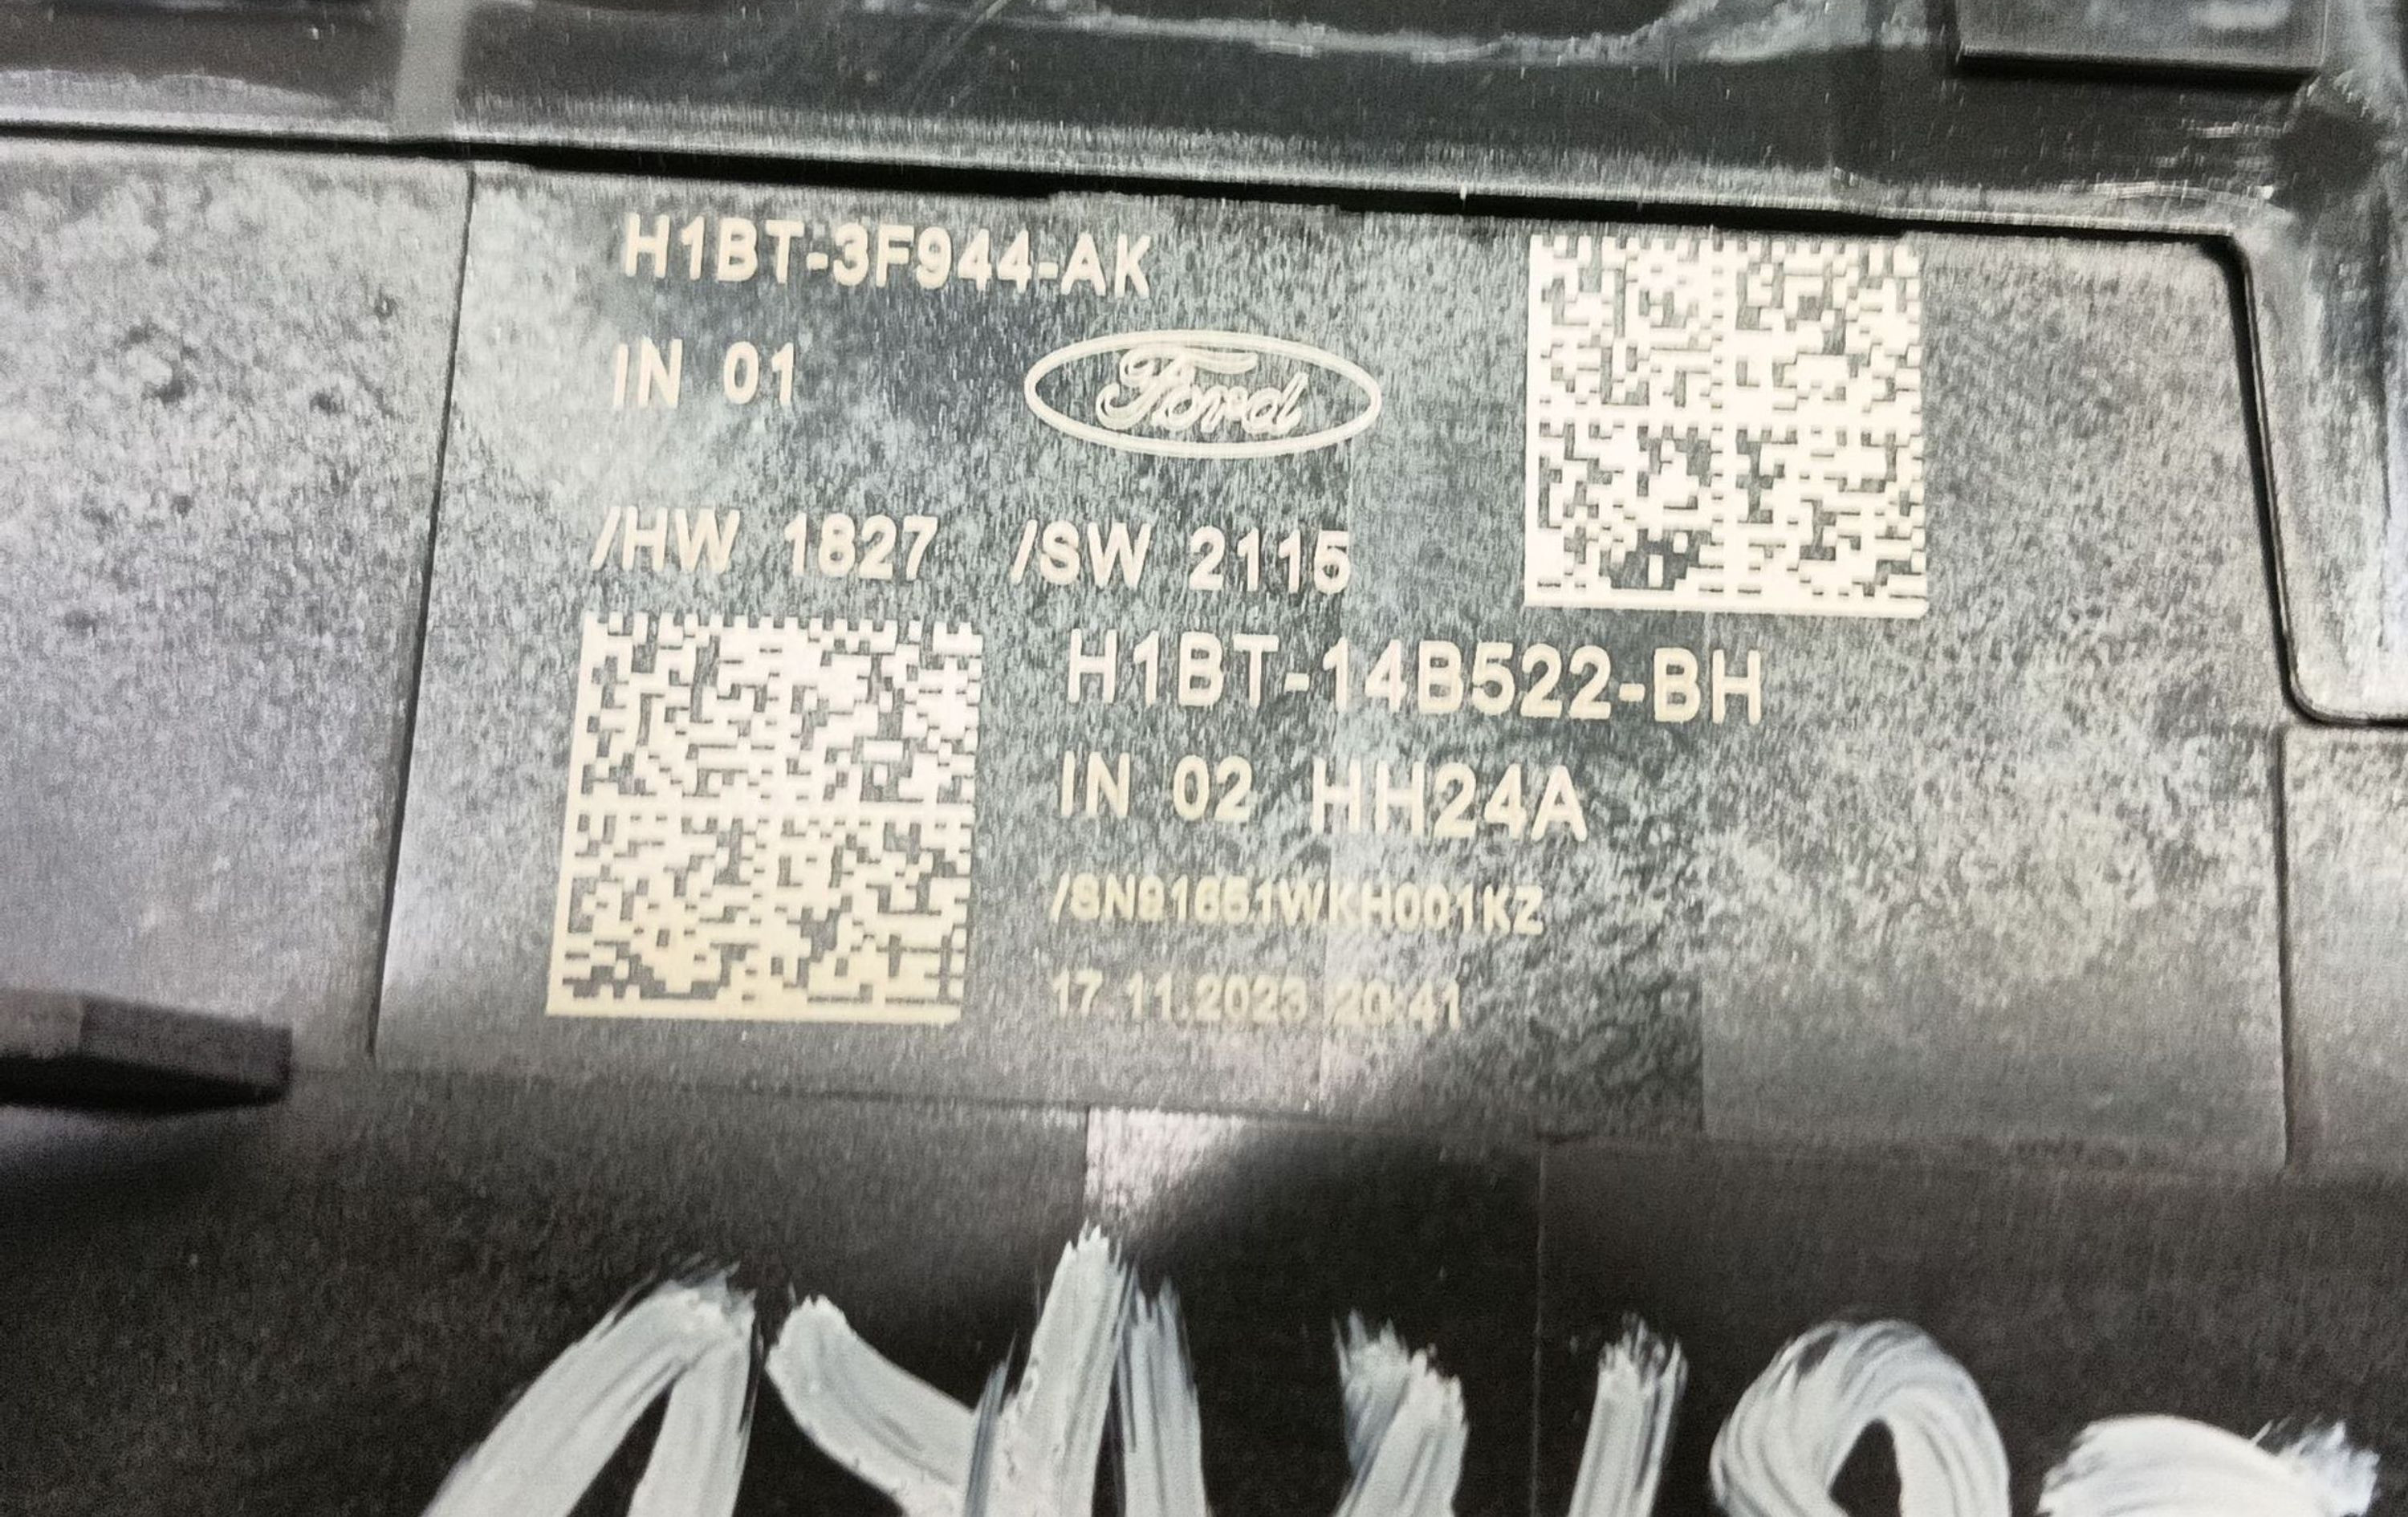 H1BT-3F944-AK
IN 01
Ford
/HW 1827 /SW 2115
H1BT-14B522-BH
IN 02 HH24A
/SN91651WKH001KZ
17.11.2023 20:41